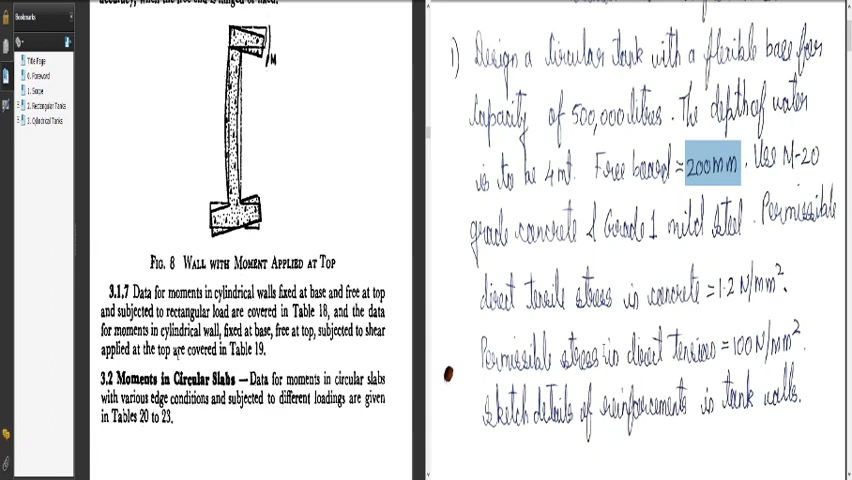 Bookmarks
Title Page
0. Foreword
1. Scope
2. Rectangular Tanks
3. Cylindrical Tanks
M
FIG. 8 WALL WITH MOMENT APPLIED AT TOP
3.1.7 Data for moments in cylindrical walls fixed at base and free at top
and subjected to rectangular load are covered in Table 18, and the data
for moments in cylindrical wall, fixed at base, free at top, subjected to shear
applied at the top are covered in Table 19.
3.2 Moments in Circular Slabs — Data for moments in circular slabs
with various edge conditions and subjected to different loadings are given
in Tables 20 to 23.
1) Design a Circular tank with a flexible base for
Capacity of 500,000 litres. The depth of water
is to be 4 mt. Free board = 200mm. Use M-20
grade concrete & Grade 1 mild steel. Permissible
direct tensile stress in concrete = 1.2 N/mm².
Permissible stress in direct tension = 100 N/mm².
Sketch details of reinforcements in tank walls.